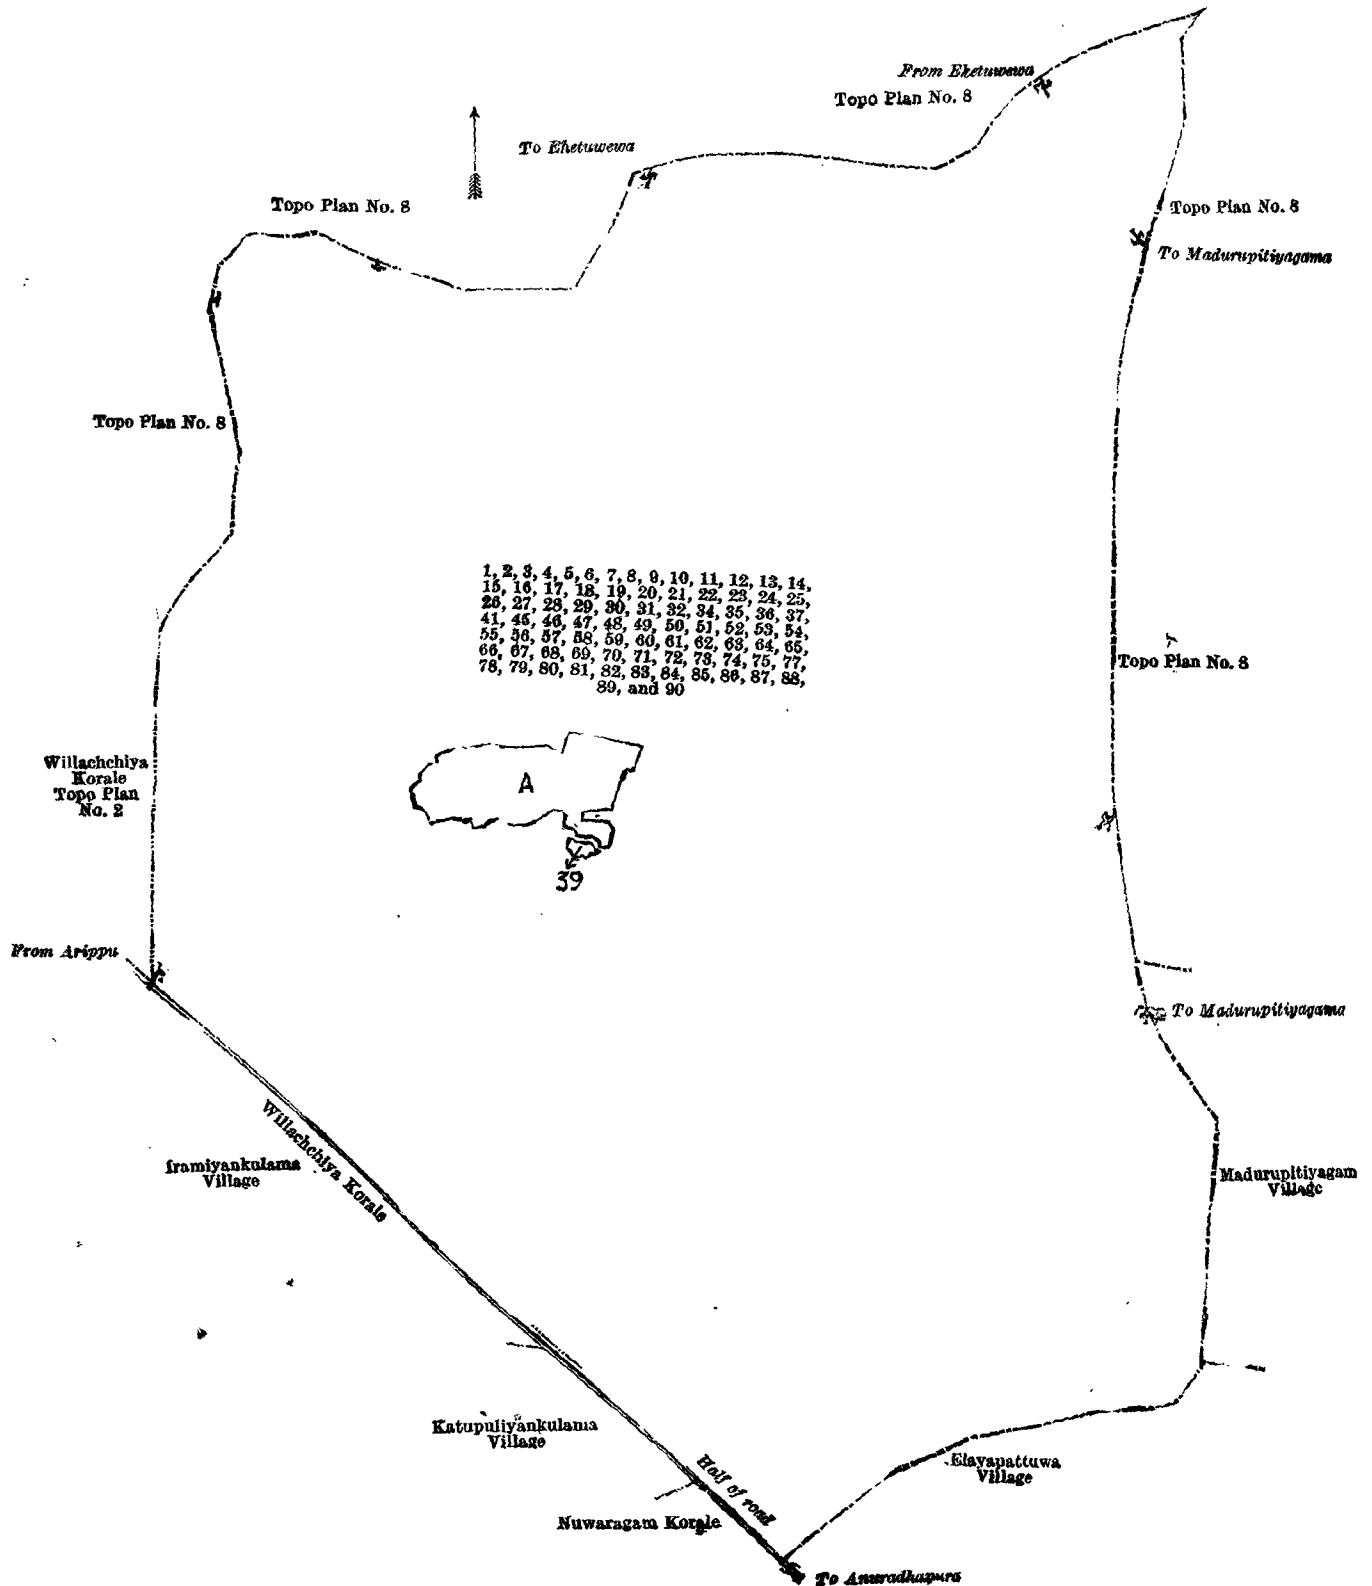 From Ehetuwewa
Topo Plan No. 8
To Ehetuwewa
Topo Plan No. 8
Topo Plan No. 8
To Madurupitiyagama
Topo Plan No. 8
1, 2, 3, 4, 5, 6, 7, 8, 9, 10, 11, 12, 13, 14,
15, 16, 17, 18, 19, 20, 21, 22, 23, 24, 25,
26, 27, 28, 29, 30, 31, 32, 34, 35, 36, 37,
41, 45, 46, 47, 48, 49, 50, 51, 52, 53, 54,
55, 56, 57, 58, 59, 60, 61, 62, 63, 64, 65,
66, 67, 68, 69, 70, 71, 72, 73, 74, 75, 77,
78, 79, 80, 81, 82, 83, 84, 85, 86, 87, 88,
89, and 90
Topo Plan No. 8
Willachchiya
Korale
Topo Plan
No. 2
A
39
From Arippu
To Madurupitiyagama
Willachchiya Korale
Iramiyankulama
Village
Madurupitiyagam
Village
Katupuliyankulama
Village
Half of road
Elayapattuwa
Village
Nuwaragam Korale
To Anuradhapura